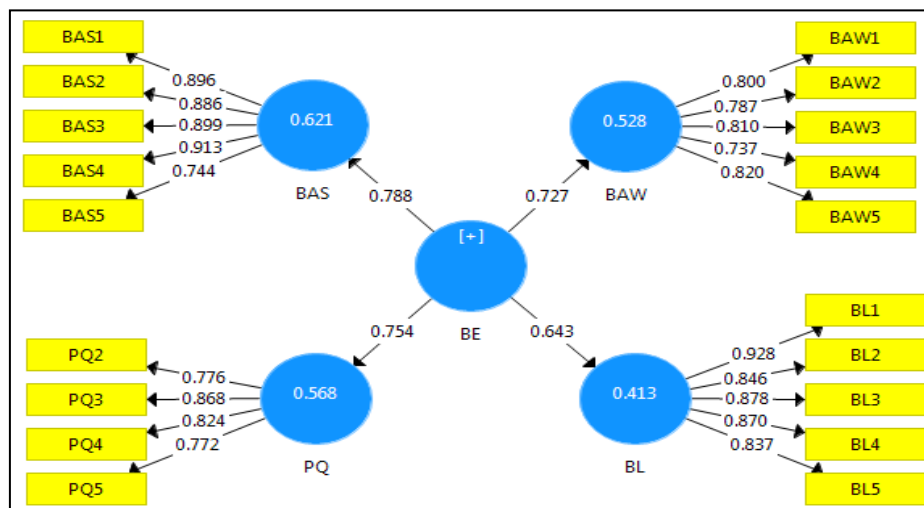 BAS1
BAS2
BAS3
BAS4
BAS5
0.896
0.886
0.899
0.913
0.744
0.621
BAS
0.788
BAW1
BAW2
BAW3
BAW4
BAW5
0.800
0.787
0.810
0.737
0.820
0.528
BAW
0.727
[+]
BE
0.754
0.643
PQ2
PQ3
PQ4
PQ5
0.776
0.868
0.824
0.772
0.568
PQ
BL1
BL2
BL3
BL4
BL5
0.928
0.846
0.878
0.870
0.837
0.413
BL